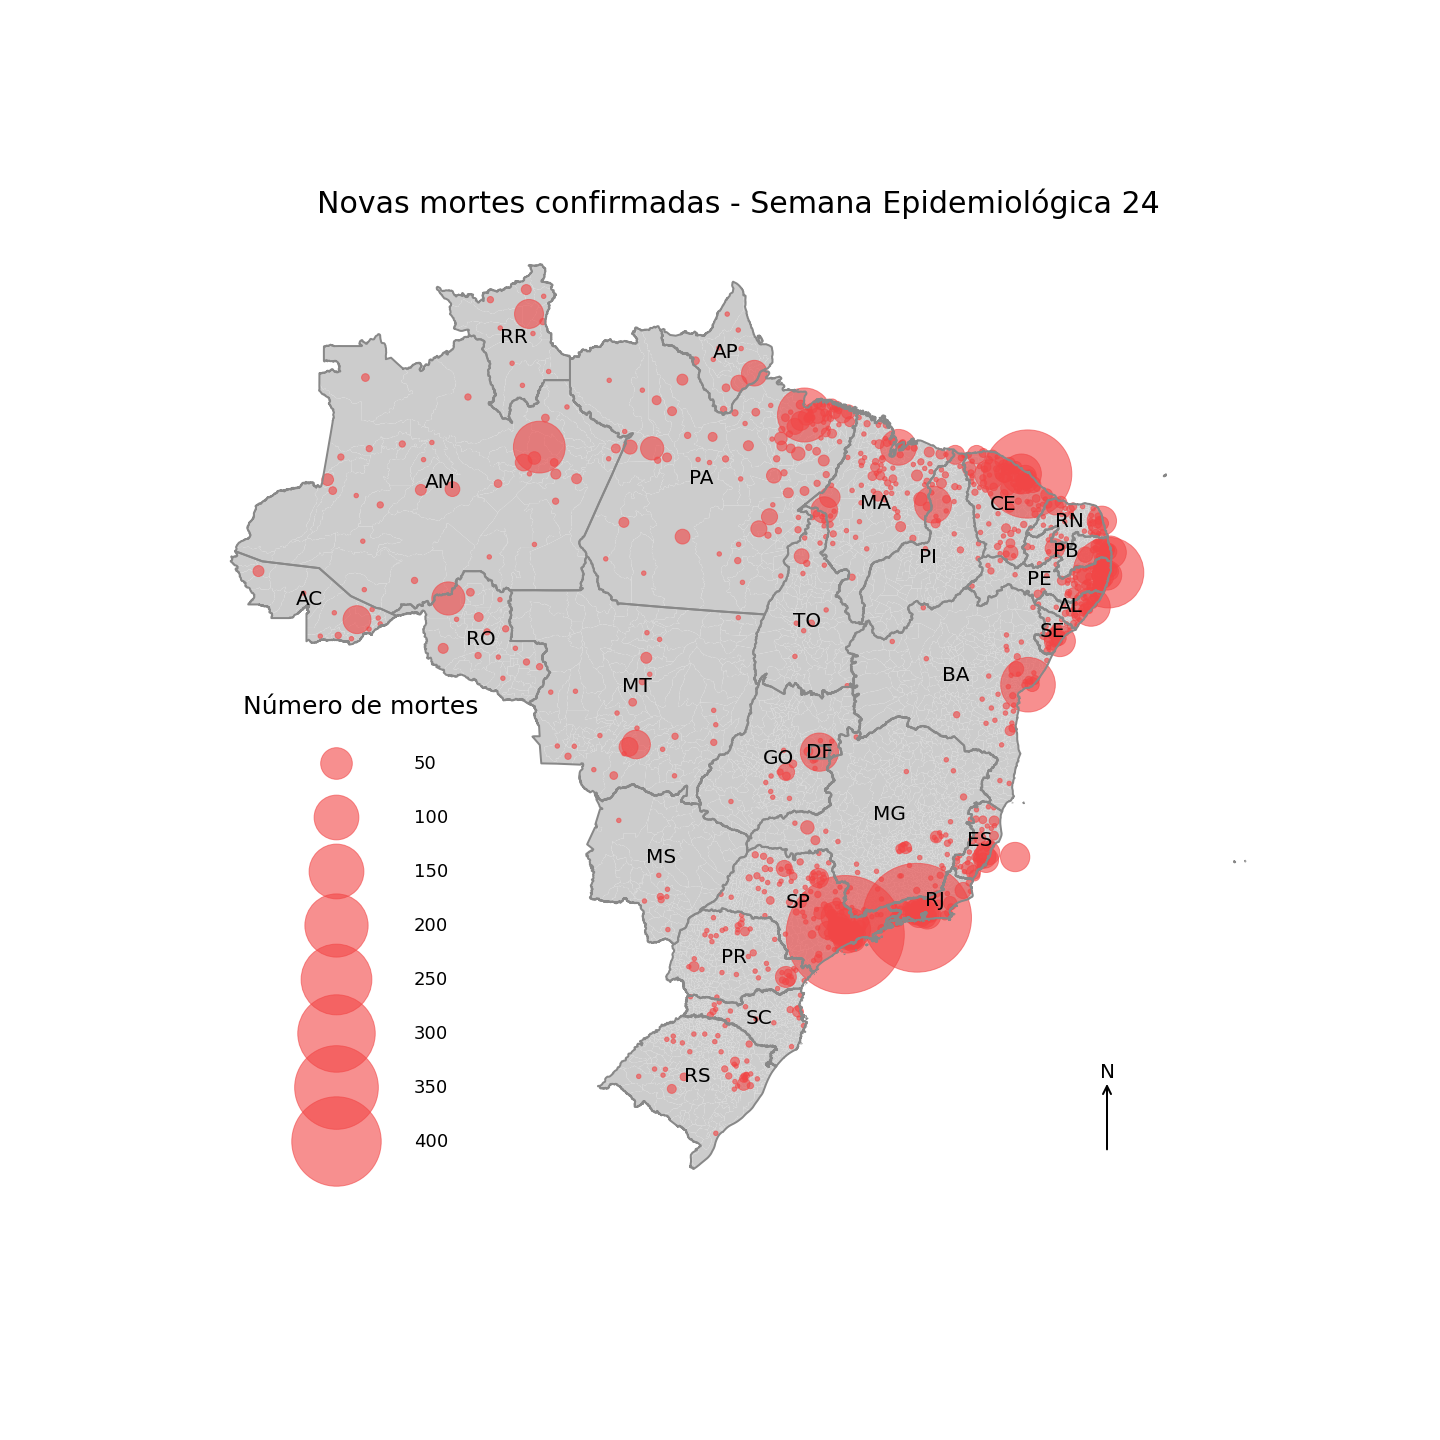 Novas mortes confirmadas - Semana Epidemiológica 24
RR
AP
AM
PA
MA
CE
RN
PB
PI
PE
AC
AL
TO
SE
RO
BA
MT
Número de mortes
DF
GO
50
MG
100
ES
MS
150
RJ
SP
200
PR
250
SC
300
N
RS
350
400